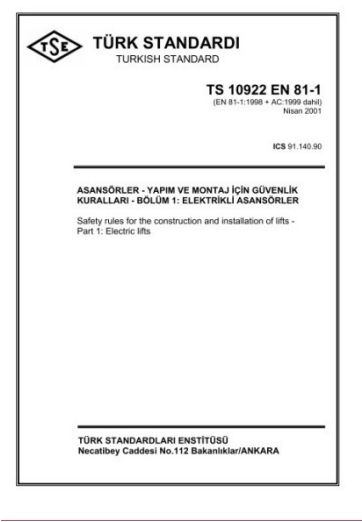 TSE
TÜRK STANDARDI
TURKISH STANDARD
TS 10922 EN 81-1
(EN 81-1:1998 + AC:1999 dahil)
Nisan 2001
ICS 91.140.90
ASANSÖRLER - YAPIM VE MONTAJ İÇİN GÜVENLİK
KURALLARI - BÖLÜM 1: ELEKTRİKLİ ASANSÖRLER
Safety rules for the construction and installation of lifts -
Part 1: Electric lifts
TÜRK STANDARDLARI ENSTİTÜSÜ
Necatibey Caddesi No.112 Bakanlıklar/ANKARA